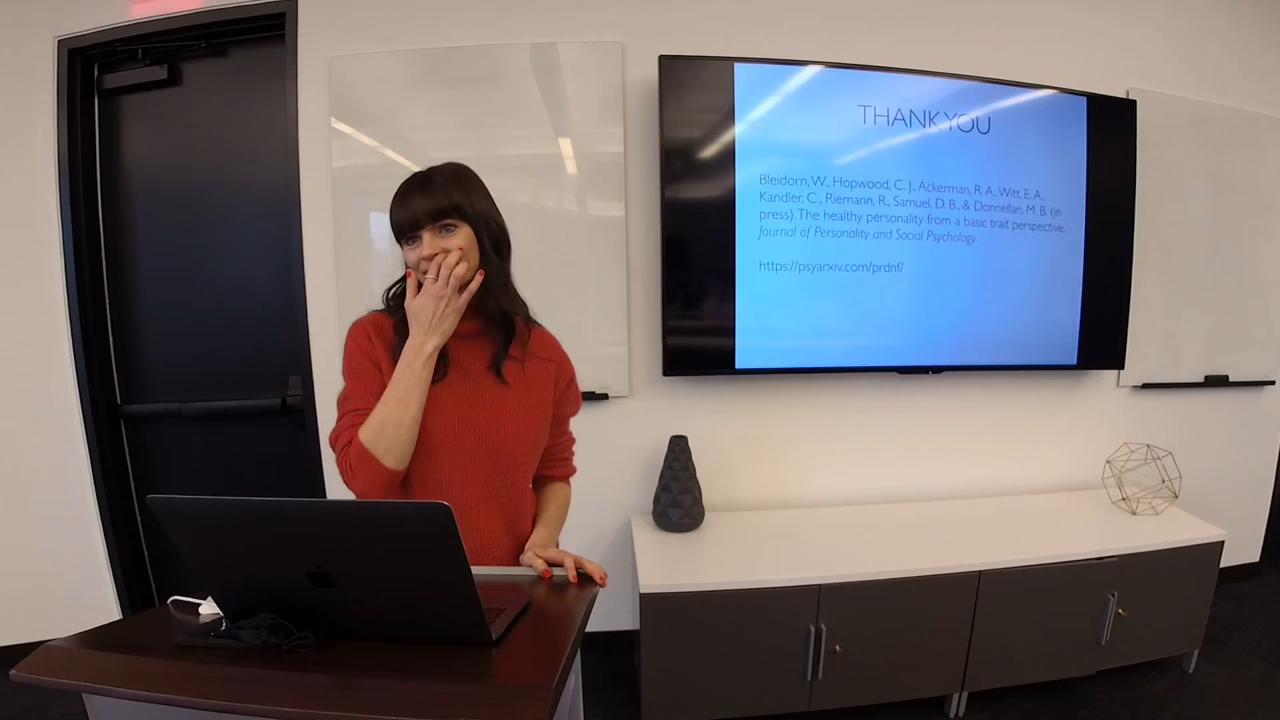 THANK YOU
Bleidorn, W., Hopwood, C. J., Ackerman, R. A., Witt, E. A.,
Kandler, C., Riemann, R., Samuel, D. B., & Donnellan, M. B. (in
press). The healthy personality from a basic trait perspective.
Journal of Personality and Social Psychology.
https://psyarxiv.com/prdnf/